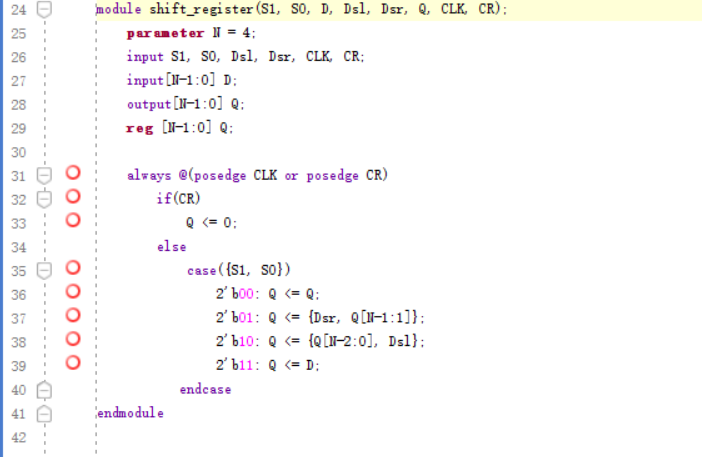 24 module shift_register(S1, S0, D, Dsl, Dsr, Q, CLK, CR);
25 parameter N = 4;
26 input S1, S0, Dsl, Dsr, CLK, CR;
27 input[N-1:0] D;
28 output[N-1:0] Q;
29 reg [N-1:0] Q;
30
31 always @(posedge CLK or posedge CR)
32 if(CR)
33 Q <= 0;
34 else
35 case({S1, S0})
36 2'b00: Q <= Q;
37 2'b01: Q <= {Dsr, Q[N-1:1]};
38 2'b10: Q <= {Q[N-2:0], Dsl};
39 2'b11: Q <= D;
40 endcase
41 endmodule
42